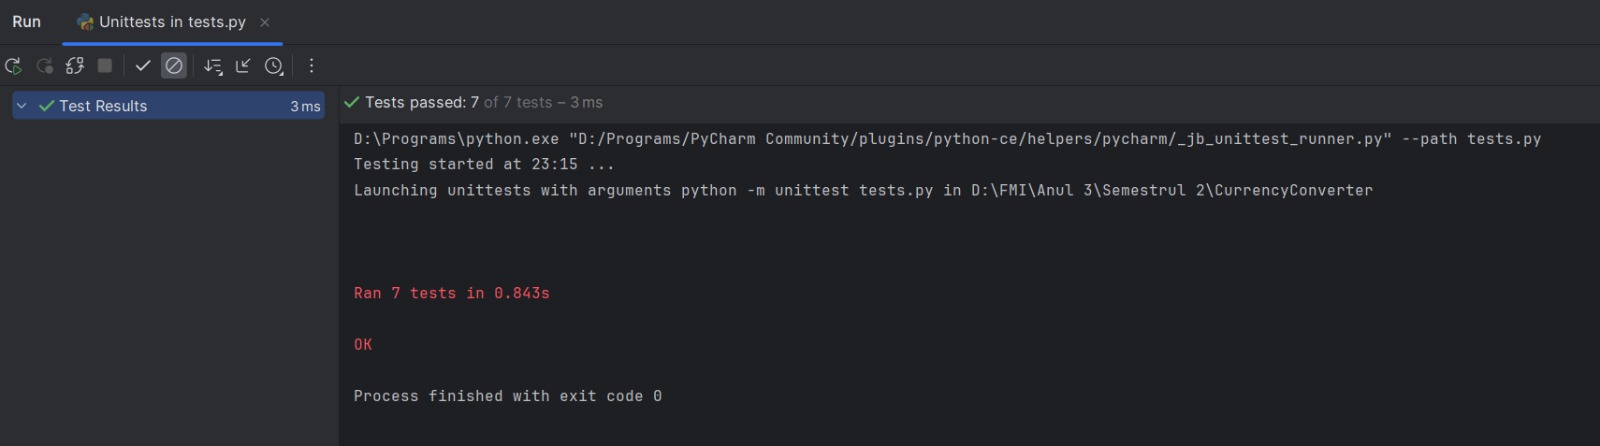 Run
Unittests in tests.py
Test Results 3 ms
Tests passed: 7 of 7 tests – 3 ms
D:\Programs\python.exe "D:/Programs/PyCharm Community/plugins/python-ce/helpers/pycharm/_jb_unittest_runner.py" --path tests.py
Testing started at 23:15 ...
Launching unittests with arguments python -m unittest tests.py in D:\FMI\Anul 3\Semestrul 2\CurrencyConverter
Ran 7 tests in 0.843s
OK
Process finished with exit code 0